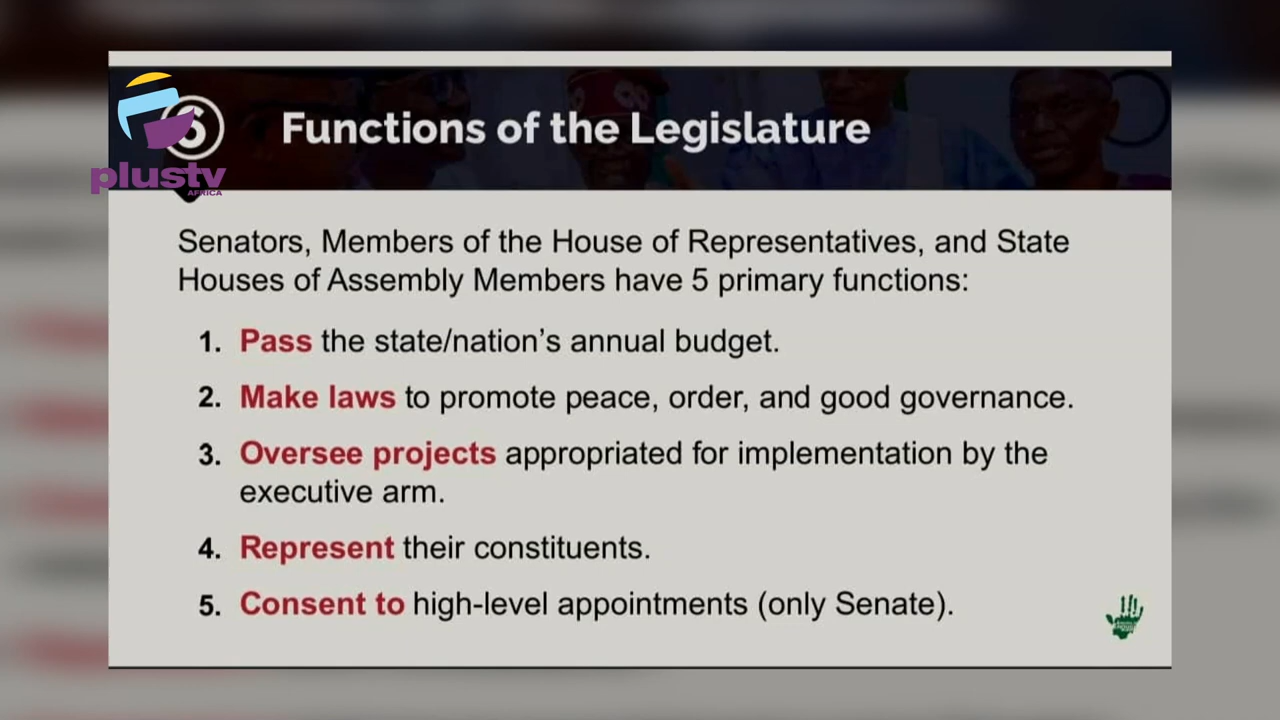 6
plustv
AFRICA
Functions of the Legislature
Senators, Members of the House of Representatives, and State
Houses of Assembly Members have 5 primary functions:
1. Pass the state/nation’s annual budget.
2. Make laws to promote peace, order, and good governance.
3. Oversee projects appropriated for implementation by the
executive arm.
4. Represent their constituents.
5. Consent to high-level appointments (only Senate).